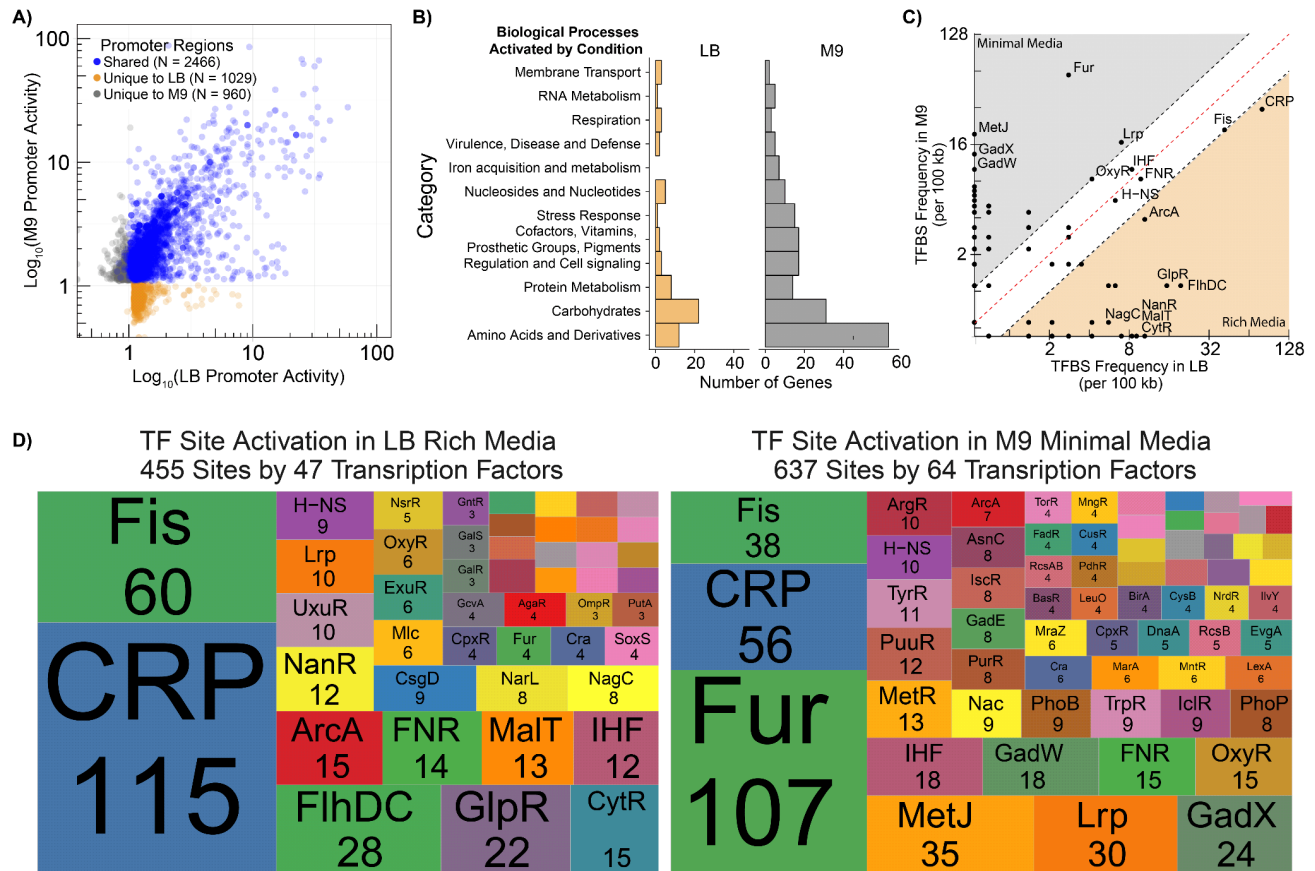 A)
100
10
1
Log10(M9 Promoter Activity)
Promoter Regions
Shared (N = 2466)
Unique to LB (N = 1029)
Unique to M9 (N = 960)
1
10
100
Log10(LB Promoter Activity)
B)
Biological Processes
Activated by Condition
LB
M9
Category
Membrane Transport
RNA Metabolism
Respiration
Virulence, Disease and Defense
Iron acquisition and metabolism
Nucleosides and Nucleotides
Stress Response
Cofactors, Vitamins,
Prosthetic Groups, Pigments
Regulation and Cell signaling
Protein Metabolism
Carbohydrates
Amino Acids and Derivatives
0 20 40
0 20 40 60
Number of Genes
C)
128
16
2
TFBS Frequency in M9
(per 100 kb)
Minimal Media
Fur
CRP
Fis
MetJ
GadX
GadW
Lrp
IHF
OxyR
FNR
H-NS
ArcA
GlpR
FlhDC
NanR
NagC
MalT
CytR
Rich Media
2 8 32 128
TFBS Frequency in LB
(per 100 kb)
D)
TF Site Activation in LB Rich Media
455 Sites by 47 Transription Factors
Fis
60
CRP
115
H−NS
9
Lrp
10
UxuR
10
NanR
12
NsrR
5
OxyR
6
ExuR
6
Mlc
6
CsgD
9
GntR
3
GalS
3
GalR
3
GcvA
4
AgaR
4
OmpR
3
PutA
3
CpxR
4
Fur
4
Cra
4
SoxS
4
NarL
8
NagC
8
ArcA
15
FNR
14
MalT
13
IHF
12
FlhDC
28
GlpR
22
CytR
15
TF Site Activation in M9 Minimal Media
637 Sites by 64 Transription Factors
Fis
38
CRP
56
Fur
107
ArgR
10
H−NS
10
TyrR
11
PuuR
12
MetR
13
ArcA
7
AsnC
8
IscR
8
GadE
8
PurR
8
Nac
9
TorR
4
MngR
4
FadR
4
CusR
4
RcsAB
4
PdhR
4
BasR
4
LeuO
4
BirA
4
CysB
4
NrdR
4
IlvY
4
MraZ
6
CpxR
5
DnaA
5
RcsB
5
EvgA
5
Cra
6
MarA
6
MntR
6
LexA
6
PhoB
9
TrpR
9
IclR
9
PhoP
8
IHF
18
GadW
18
FNR
15
OxyR
15
MetJ
35
Lrp
30
GadX
24